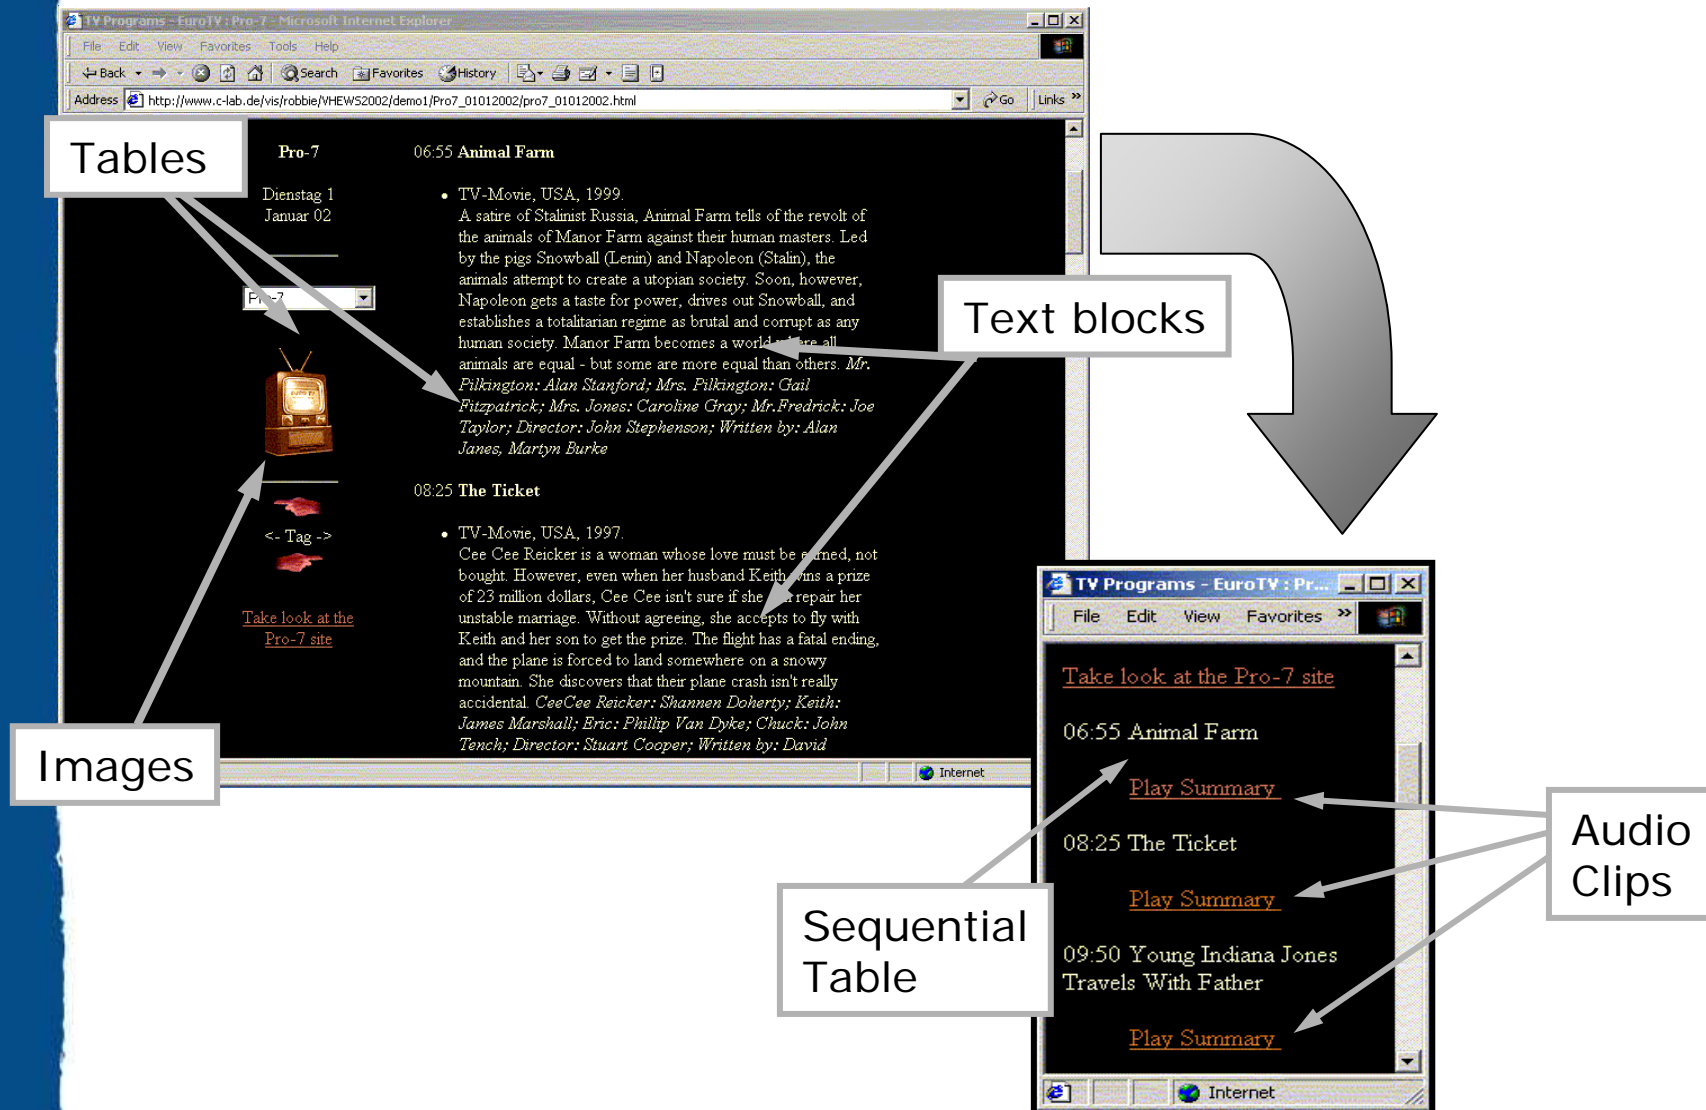 TV Programs - EuroTV : Pro-7 - Microsoft Internet Explorer
File Edit View Favorites Tools Help
Back Search Favorites History
Address http://www.c-lab.de/vis/robbie/VHEWS2002/demo1/Pro7_01012002/pro7_01012002.html Go Links »
Tables
Pro-7
Dienstag 1
Januar 02
Pro-7
<- Tag ->
Take look at the
Pro-7 site
Images
06:55 Animal Farm
• TV-Movie, USA, 1999.
A satire of Stalinist Russia, Animal Farm tells of the revolt of
the animals of Manor Farm against their human masters. Led
by the pigs Snowball (Lenin) and Napoleon (Stalin), the
animals attempt to create a utopian society. Soon, however,
Napoleon gets a taste for power, drives out Snowball, and
establishes a totalitarian regime as brutal and corrupt as any
human society. Manor Farm becomes a world where all
animals are equal - but some are more equal than others. Mr.
Pilkington: Alan Stanford; Mrs. Pilkington: Gail
Fitzpatrick; Mrs. Jones: Caroline Gray; Mr.Fredrick: Joe
Taylor; Director: John Stephenson; Written by: Alan
Janes, Martyn Burke
08:25 The Ticket
• TV-Movie, USA, 1997.
Cee Cee Reicker is a woman whose love must be earned, not
bought. However, even when her husband Keith wins a prize
of 23 million dollars, Cee Cee isn't sure if she can repair her
unstable marriage. Without agreeing, she accepts to fly with
Keith and her son to get the prize. The flight has a fatal ending,
and the plane is forced to land somewhere on a snowy
mountain. She discovers that their plane crash isn't really
accidental. CeeCee Reicker: Shannen Doherty; Keith:
James Marshall; Eric: Phillip Van Dyke; Chuck: John
Tench; Director: Stuart Cooper; Written by: David
Internet
Text blocks
TV Programs - EuroTV : Pr...
File Edit View Favorites »
Take look at the Pro-7 site
06:55 Animal Farm
Play Summary
08:25 The Ticket
Play Summary
09:50 Young Indiana Jones
Travels With Father
Play Summary
Internet
Sequential
Table
Audio
Clips